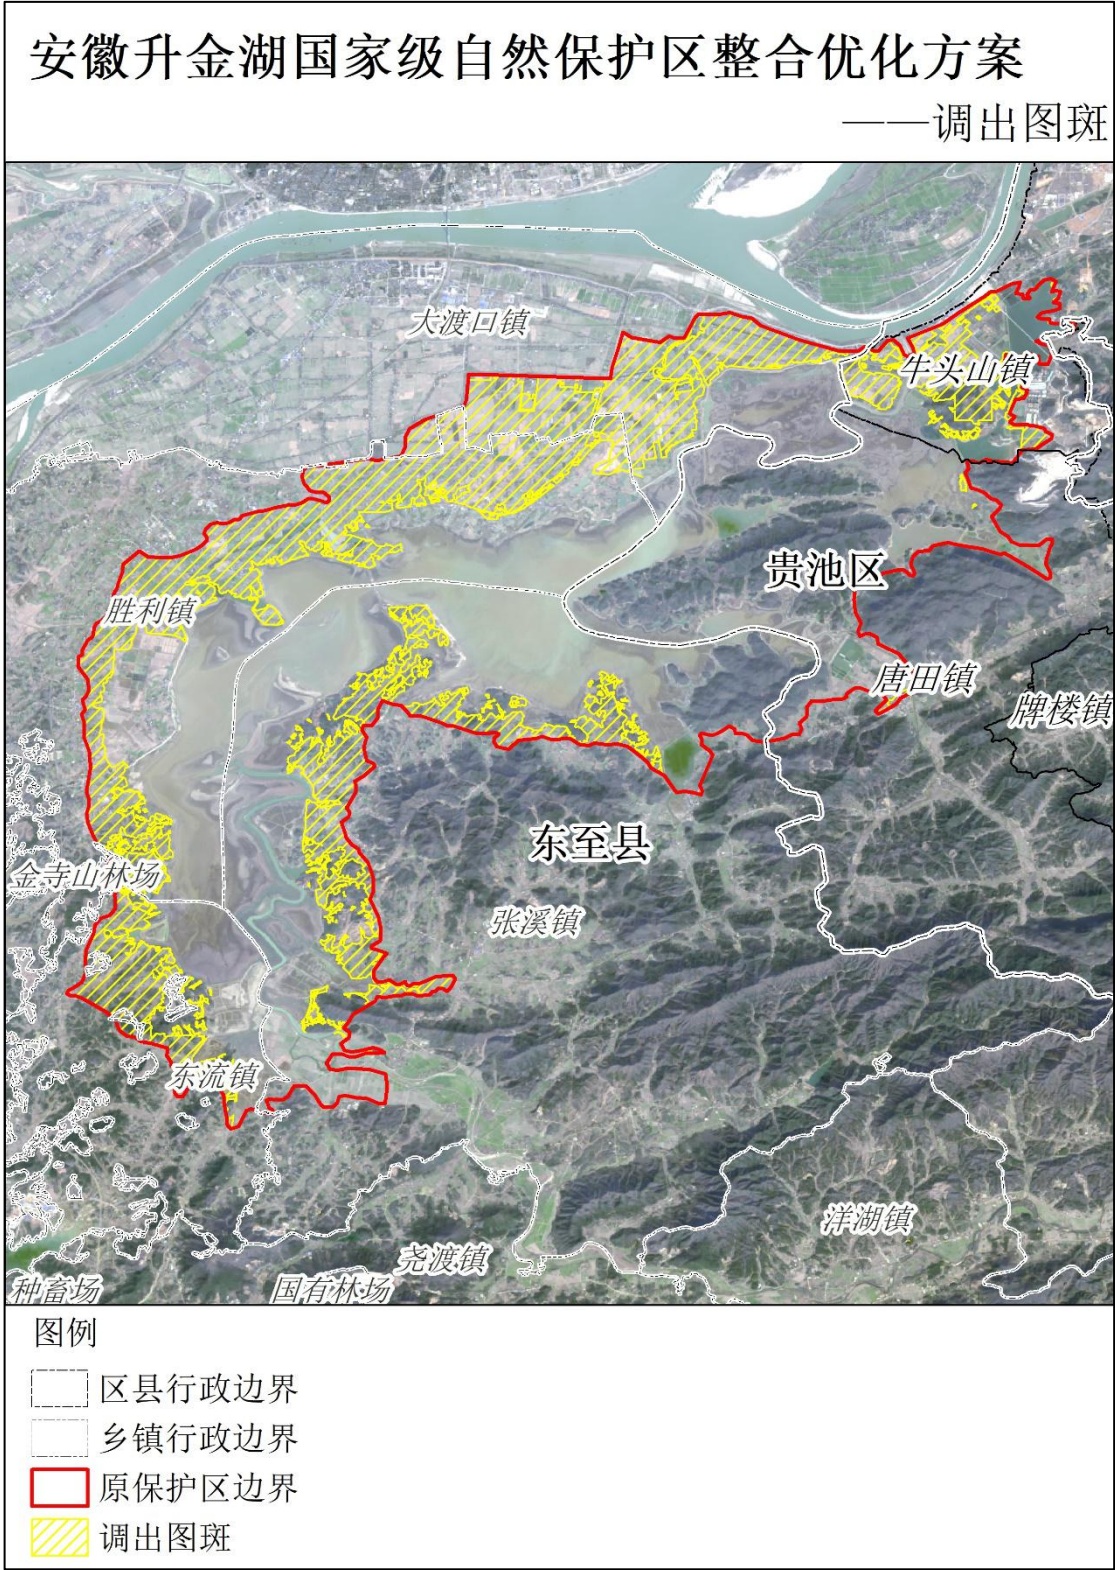 安徽升金湖国家级自然保护区整合优化方案
——调出图斑
大渡口镇
牛头山镇
贵池区
胜利镇
唐田镇
牌楼镇
东至县
金寺山林场
张溪镇
东流镇
洋湖镇
尧渡镇
种畜场
国有林场
图例
区县行政边界
乡镇行政边界
原保护区边界
调出图斑